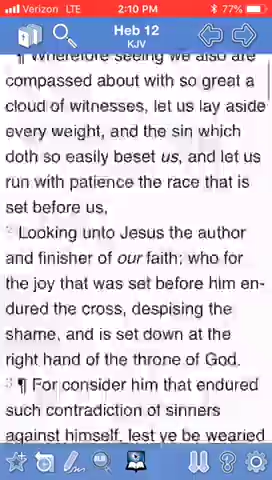 Verizon LTE 2:10 PM 77%
Heb 12
KJV
¶ Wherefore seeing we also are
compassed about with so great a
cloud of witnesses, let us lay aside
every weight, and the sin which
doth so easily beset us, and let us
run with patience the race that is
set before us,
2 Looking unto Jesus the author
and finisher of our faith; who for
the joy that was set before him en-
dured the cross, despising the
shame, and is set down at the
right hand of the throne of God.
3 ¶ For consider him that endured
such contradiction of sinners
against himself, lest ye be wearied
BLB